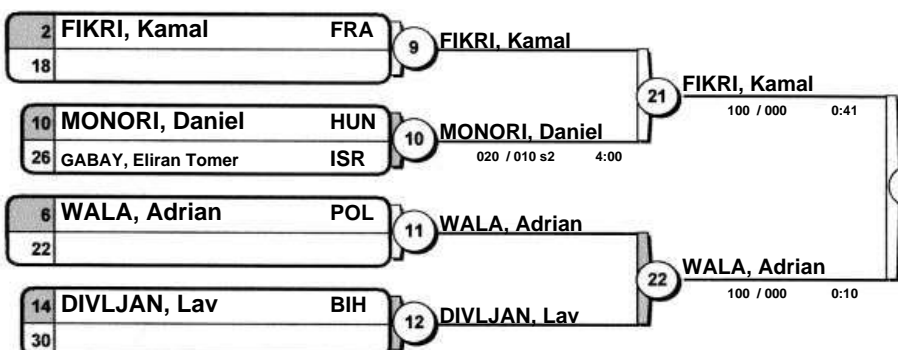 2 FIKRI, Kamal FRA
18
9 FIKRI, Kamal
10 MONORI, Daniel HUN
26 GABAY, Eliran Tomer ISR
10 MONORI, Daniel
020 / 010 s2 4:00
21 FIKRI, Kamal
100 / 000 0:41
6 WALA, Adrian POL
22
11 WALA, Adrian
14 DIVLJAN, Lav BIH
30
12 DIVLJAN, Lav
22 WALA, Adrian
100 / 000 0:10